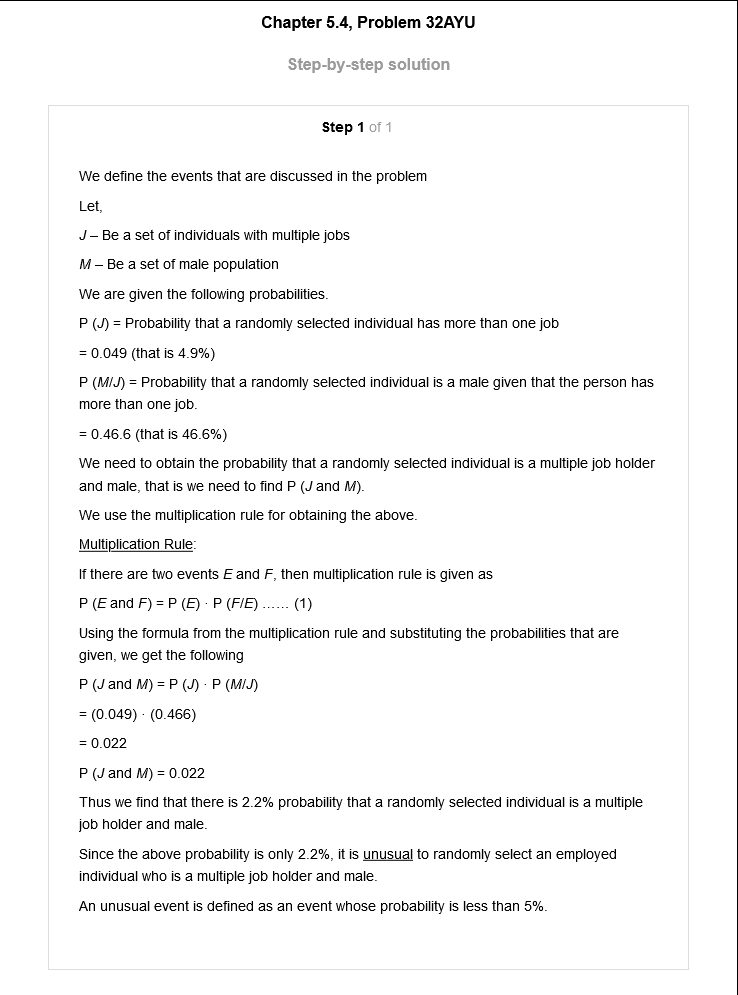 Chapter 5.4, Problem 32AYU
Step-by-step solution
Step 1 of 1
We define the events that are discussed in the problem
Let,
J – Be a set of individuals with multiple jobs
M – Be a set of male population
We are given the following probabilities.
P (J) = Probability that a randomly selected individual has more than one job
= 0.049 (that is 4.9%)
P (M/J) = Probability that a randomly selected individual is a male given that the person has
more than one job.
= 0.46.6 (that is 46.6%)
We need to obtain the probability that a randomly selected individual is a multiple job holder
and male, that is we need to find P (J and M).
We use the multiplication rule for obtaining the above.
Multiplication Rule:
If there are two events E and F, then multiplication rule is given as
P (E and F) = P (E) · P (F/E) …… (1)
Using the formula from the multiplication rule and substituting the probabilities that are
given, we get the following
P (J and M) = P (J) · P (M/J)
= (0.049) · (0.466)
= 0.022
P (J and M) = 0.022
Thus we find that there is 2.2% probability that a randomly selected individual is a multiple
job holder and male.
Since the above probability is only 2.2%, it is unusual to randomly select an employed
individual who is a multiple job holder and male.
An unusual event is defined as an event whose probability is less than 5%.